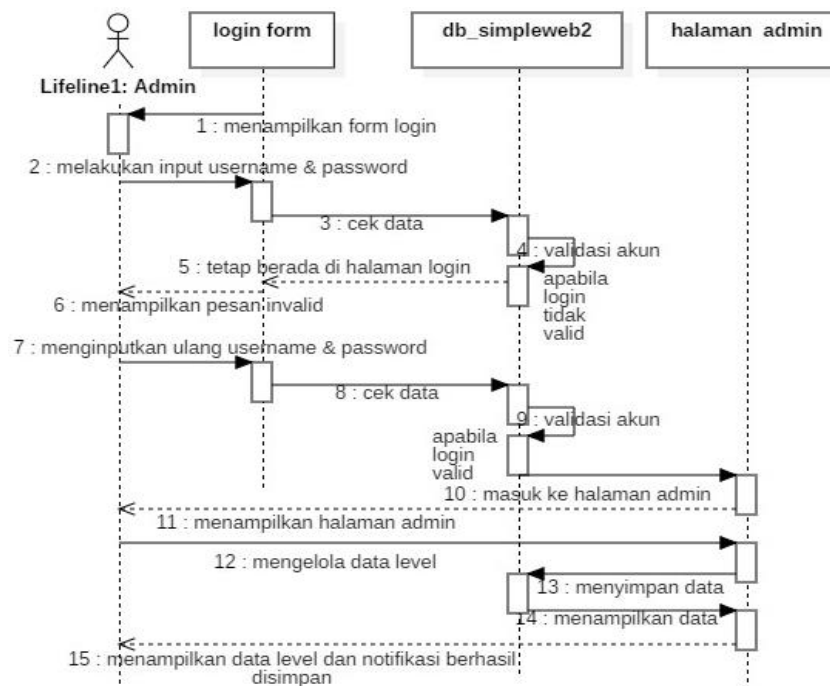 login form
db_simpleweb2
halaman admin
Lifeline1: Admin
1 : menampilkan form login
2 : melakukan input username & password
3 : cek data
4 : validasi akun
5 : tetap berada di halaman login
apabila
login
tidak
valid
6 : menampilkan pesan invalid
7 : menginputkan ulang username & password
8 : cek data
9 : validasi akun
apabila
login
valid
10 : masuk ke halaman admin
11 : menampilkan halaman admin
12 : mengelola data level
13 : menyimpan data
14 : menampilkan data
15 : menampilkan data level dan notifikasi berhasil
disimpan